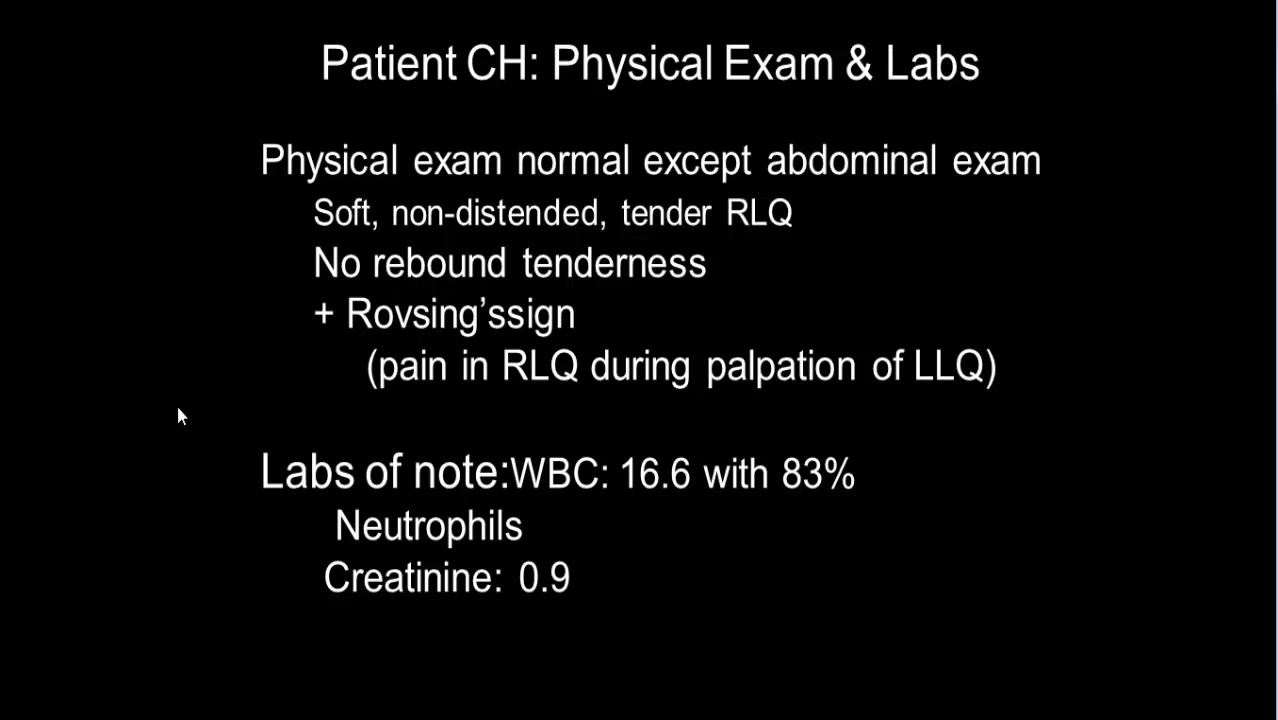 Patient CH: Physical Exam & Labs
Physical exam normal except abdominal exam
Soft, non-distended, tender RLQ
No rebound tenderness
+ Rovsing’ssign
(pain in RLQ during palpation of LLQ)
Labs of note:WBC: 16.6 with 83%
Neutrophils
Creatinine: 0.9